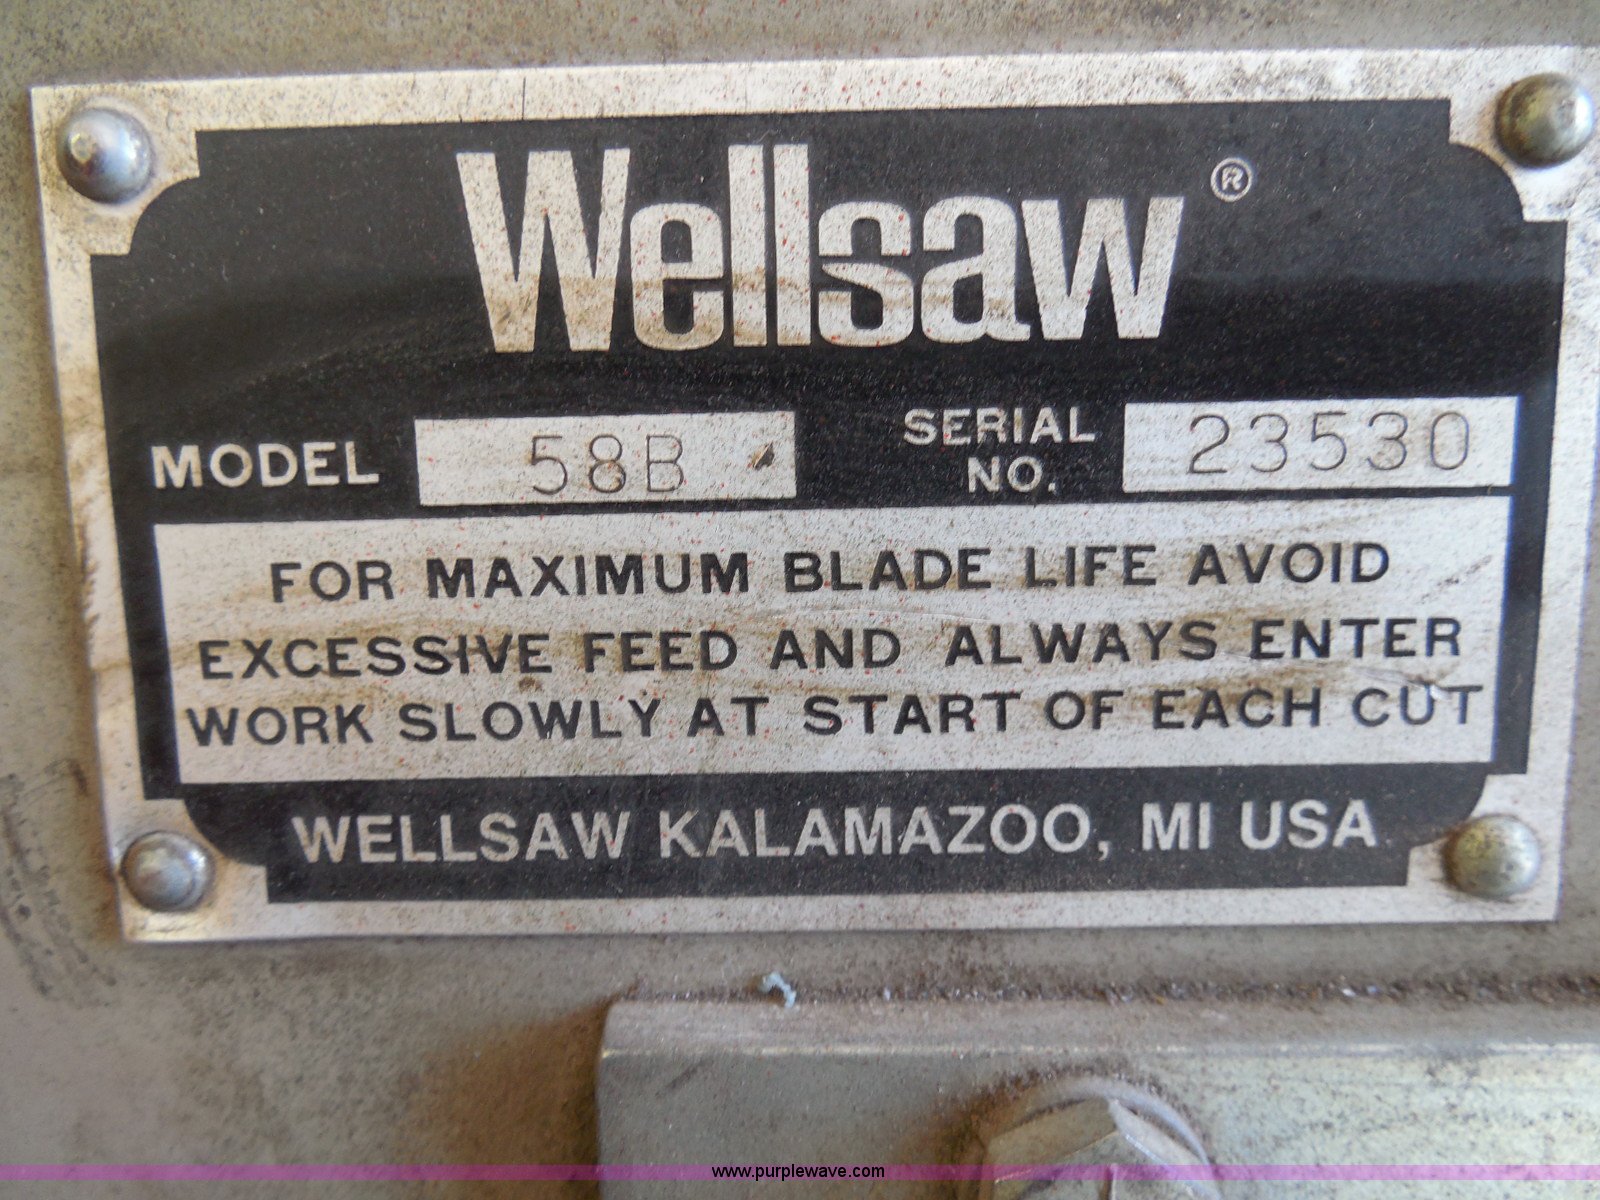 Wellsaw®
MODEL 58B SERIAL NO. 23530
FOR MAXIMUM BLADE LIFE AVOID
EXCESSIVE FEED AND ALWAYS ENTER
WORK SLOWLY AT START OF EACH CUT
WELLSAW KALAMAZOO, MI USA
www.purplewave.com